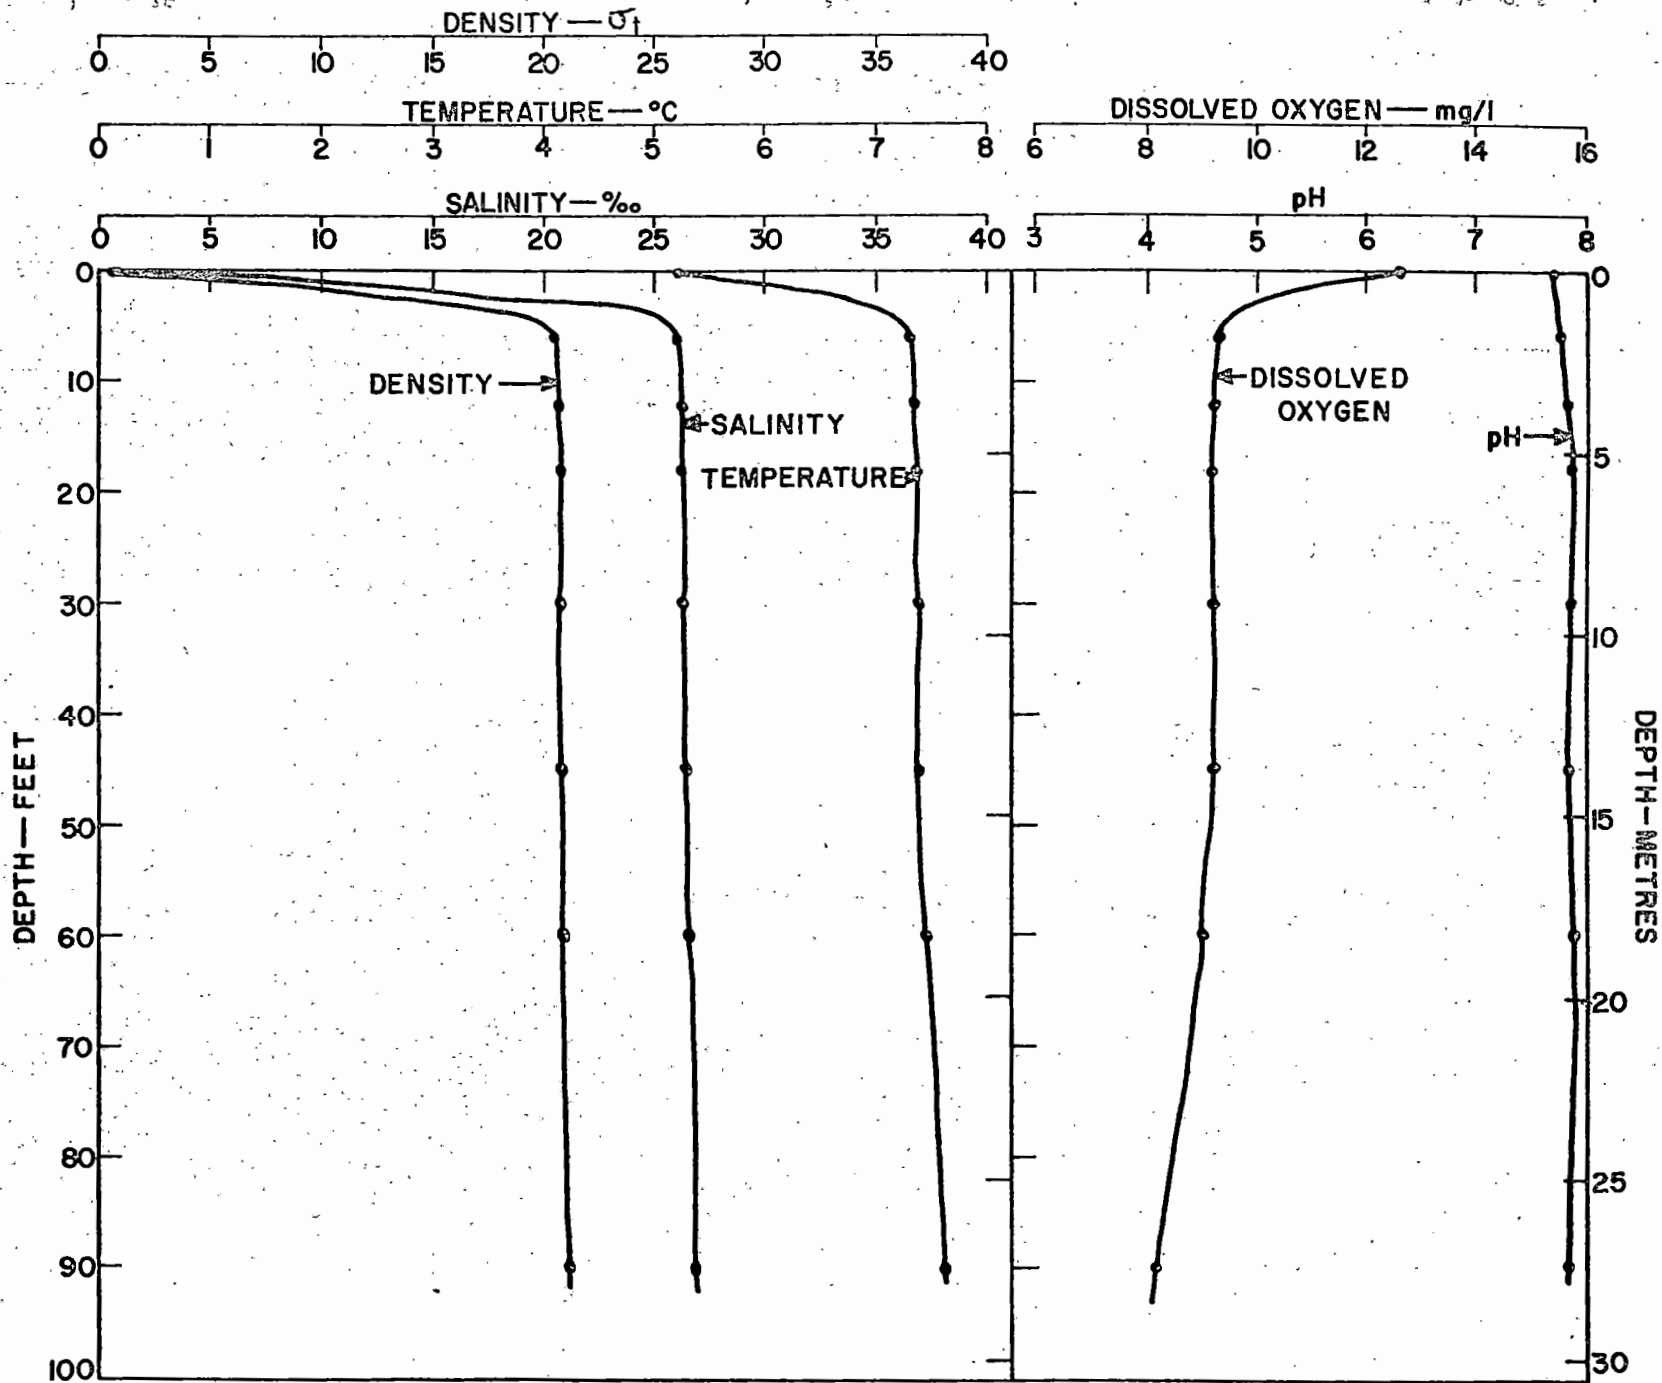 DENSITY — σt
0 5 10 15 20 25 30 35 40
TEMPERATURE — °C
0 1 2 3 4 5 6 7 8
SALINITY — ‰
0 5 10 15 20 25 30 35 40
DISSOLVED OXYGEN — mg/l
6 8 10 12 14 16
pH
3 4 5 6 7 8
DEPTH — FEET
0
10
20
30
40
50
60
70
80
90
100
DENSITY
SALINITY
TEMPERATURE
DISSOLVED
OXYGEN
pH
0
5
10
15
20
25
30
DEPTH — METRES